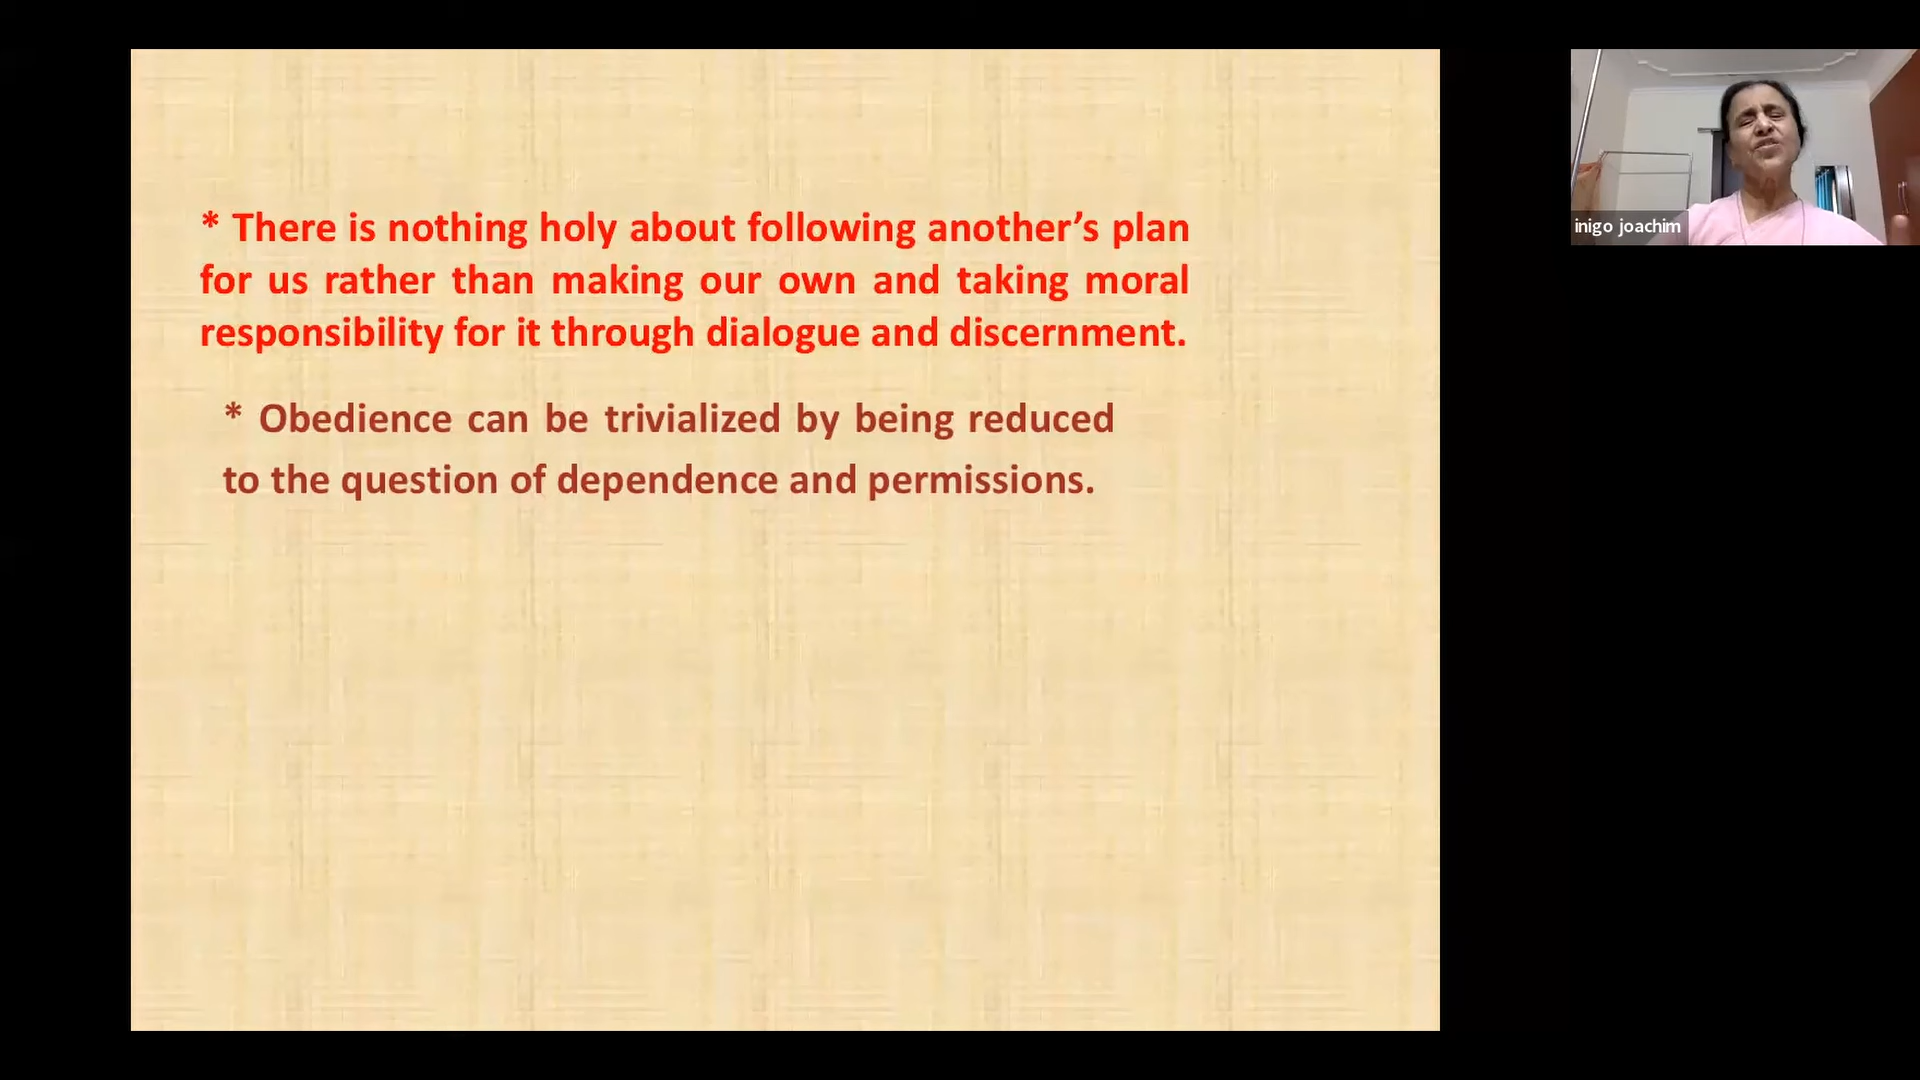 * There is nothing holy about following another’s plan
for us rather than making our own and taking moral
responsibility for it through dialogue and discernment.
* Obedience can be trivialized by being reduced
to the question of dependence and permissions.
inigo joachim